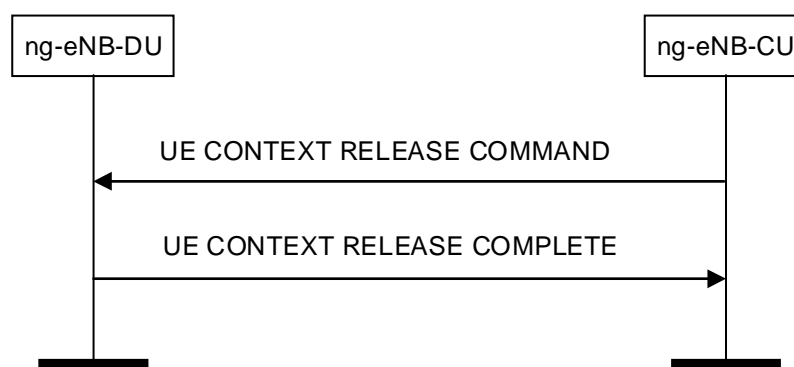 ng-eNB-DU
ng-eNB-CU
UE CONTEXT RELEASE COMMAND
UE CONTEXT RELEASE COMPLETE